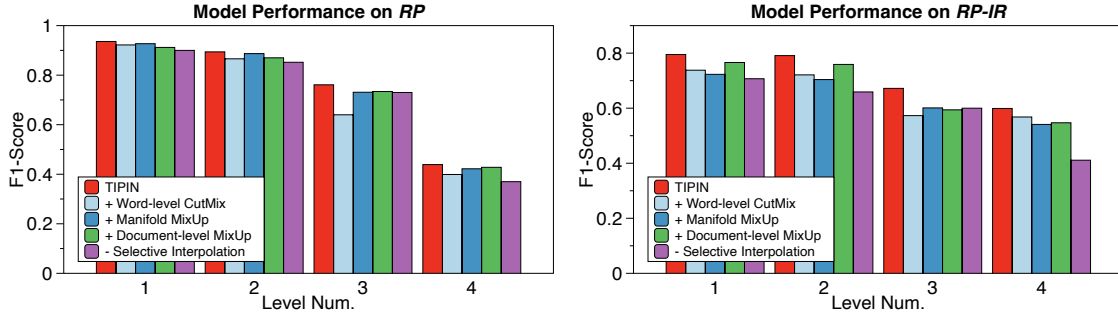 Model Performance on RP
F1-Score
1
0.8
0.6
0.4
0.2
0
TIPIN
+ Word-level CutMix
+ Manifold MixUp
+ Document-level MixUp
- Selective Interpolation
1 2 3 4
Level Num.
Model Performance on RP-IR
F1-Score
0.8
0.6
0.4
0.2
0
TIPIN
+ Word-level CutMix
+ Manifold MixUp
+ Document-level MixUp
- Selective Interpolation
1 2 3 4
Level Num.